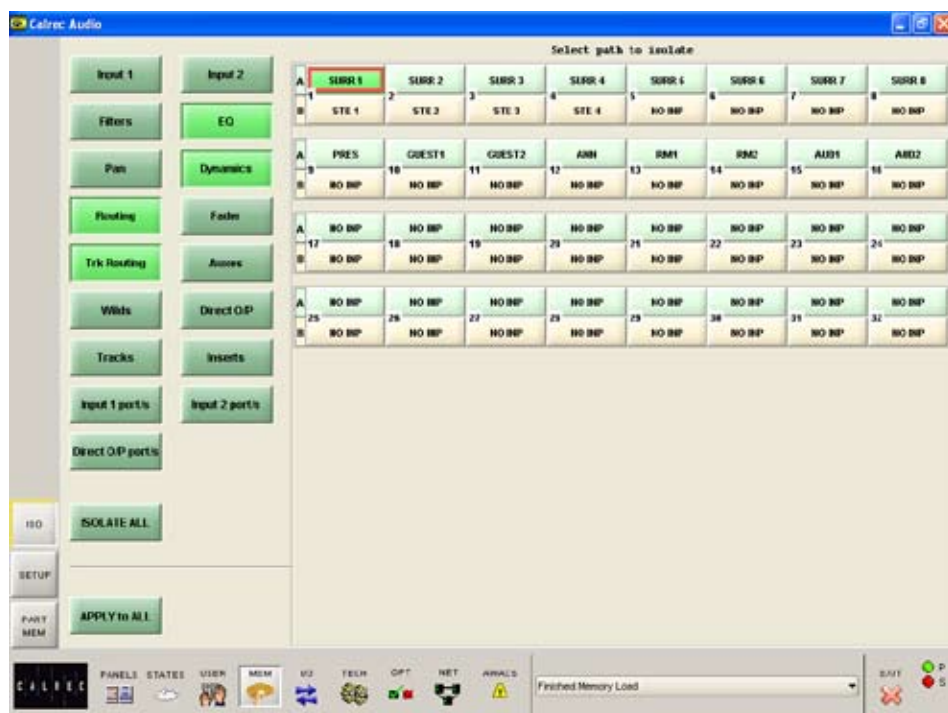 Calrec Audio
Select path to isolate
Input 1 Input 2
Filters EQ
Pan Dynamics
Routing Fader
Trk Routing Auxes
Wilds Direct O/P
Tracks Inserts
Input 1 port/s Input 2 port/s
Direct O/P port/s
ISOLATE ALL
APPLY to ALL
ISO
SETUP
PART
MEM
A SURR 1 SURR 2 SURR 3 SURR 4 SURR 5 SURR 6 SURR 7 SURR 8
1 2 3 4 5 6 7 8
B STE 1 STE 2 STE 3 STE 4 NO INP NO INP NO INP NO INP
A PRES GUEST1 GUEST2 ANN RM1 RM2 AUD1 AUD2
9 10 11 12 13 14 15 16
B NO INP NO INP NO INP NO INP NO INP NO INP NO INP NO INP
A NO INP NO INP NO INP NO INP NO INP NO INP NO INP NO INP
17 18 19 20 21 22 23 24
B NO INP NO INP NO INP NO INP NO INP NO INP NO INP NO INP
A NO INP NO INP NO INP NO INP NO INP NO INP NO INP NO INP
25 26 27 28 29 30 31 32
B NO INP NO INP NO INP NO INP NO INP NO INP NO INP NO INP
CALREC
PANELS STATES USER MEM I/O TECH OPT NET AWACS
Finished Memory Load
EXIT
P
S